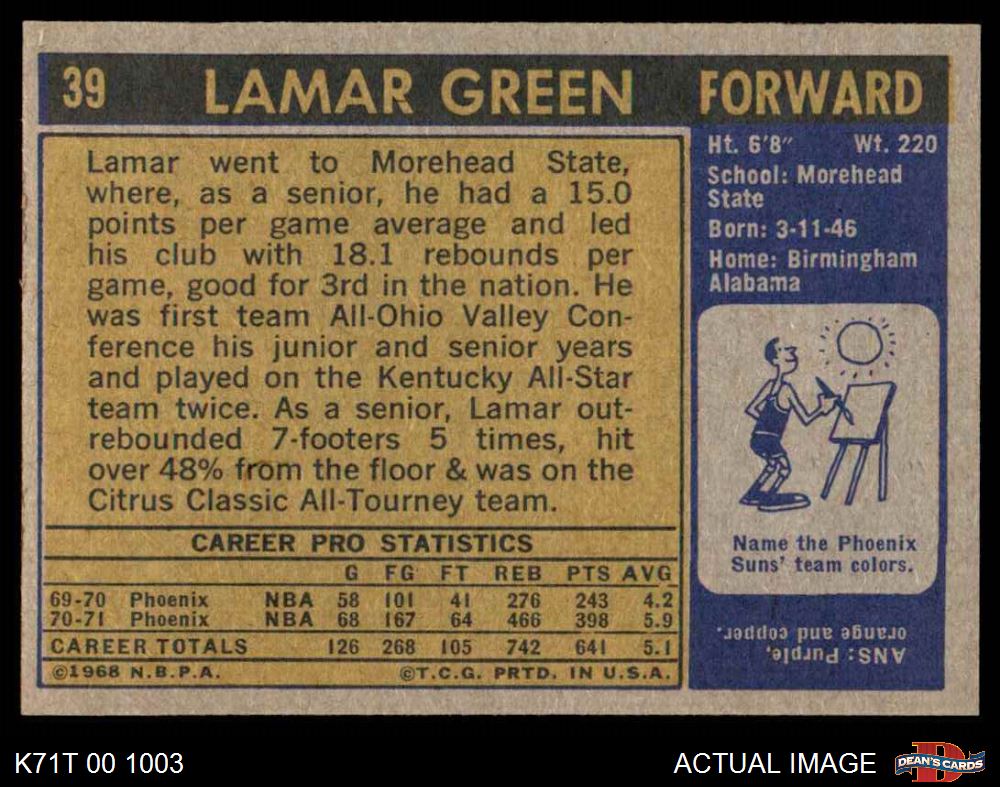 39 LAMAR GREEN FORWARD
Lamar went to Morehead State,
where, as a senior, he had a 15.0
points per game average and led
his club with 18.1 rebounds per
game, good for 3rd in the nation. He
was first team All-Ohio Valley Con-
ference his junior and senior years
and played on the Kentucky All-Star
team twice. As a senior, Lamar out-
rebounded 7-footers 5 times, hit
over 48% from the floor & was on the
Citrus Classic All-Tourney team.
CAREER PRO STATISTICS
G FG FT REB PTS AVG
69-70 Phoenix NBA 58 101 41 276 243 4.2
70-71 Phoenix NBA 68 167 64 466 398 5.9
CAREER TOTALS 126 268 105 742 641 5.1
©1968 N.B.P.A. ©T.C.G. PRTD. IN U.S.A.
Ht. 6'8" Wt. 220
School: Morehead
State
Born: 3-11-46
Home: Birmingham
Alabama
Name the Phoenix
Suns' team colors.
ANS: Purple,
orange and copper.
K71T 00 1003
ACTUAL IMAGE
D
DEAN'S CARDS